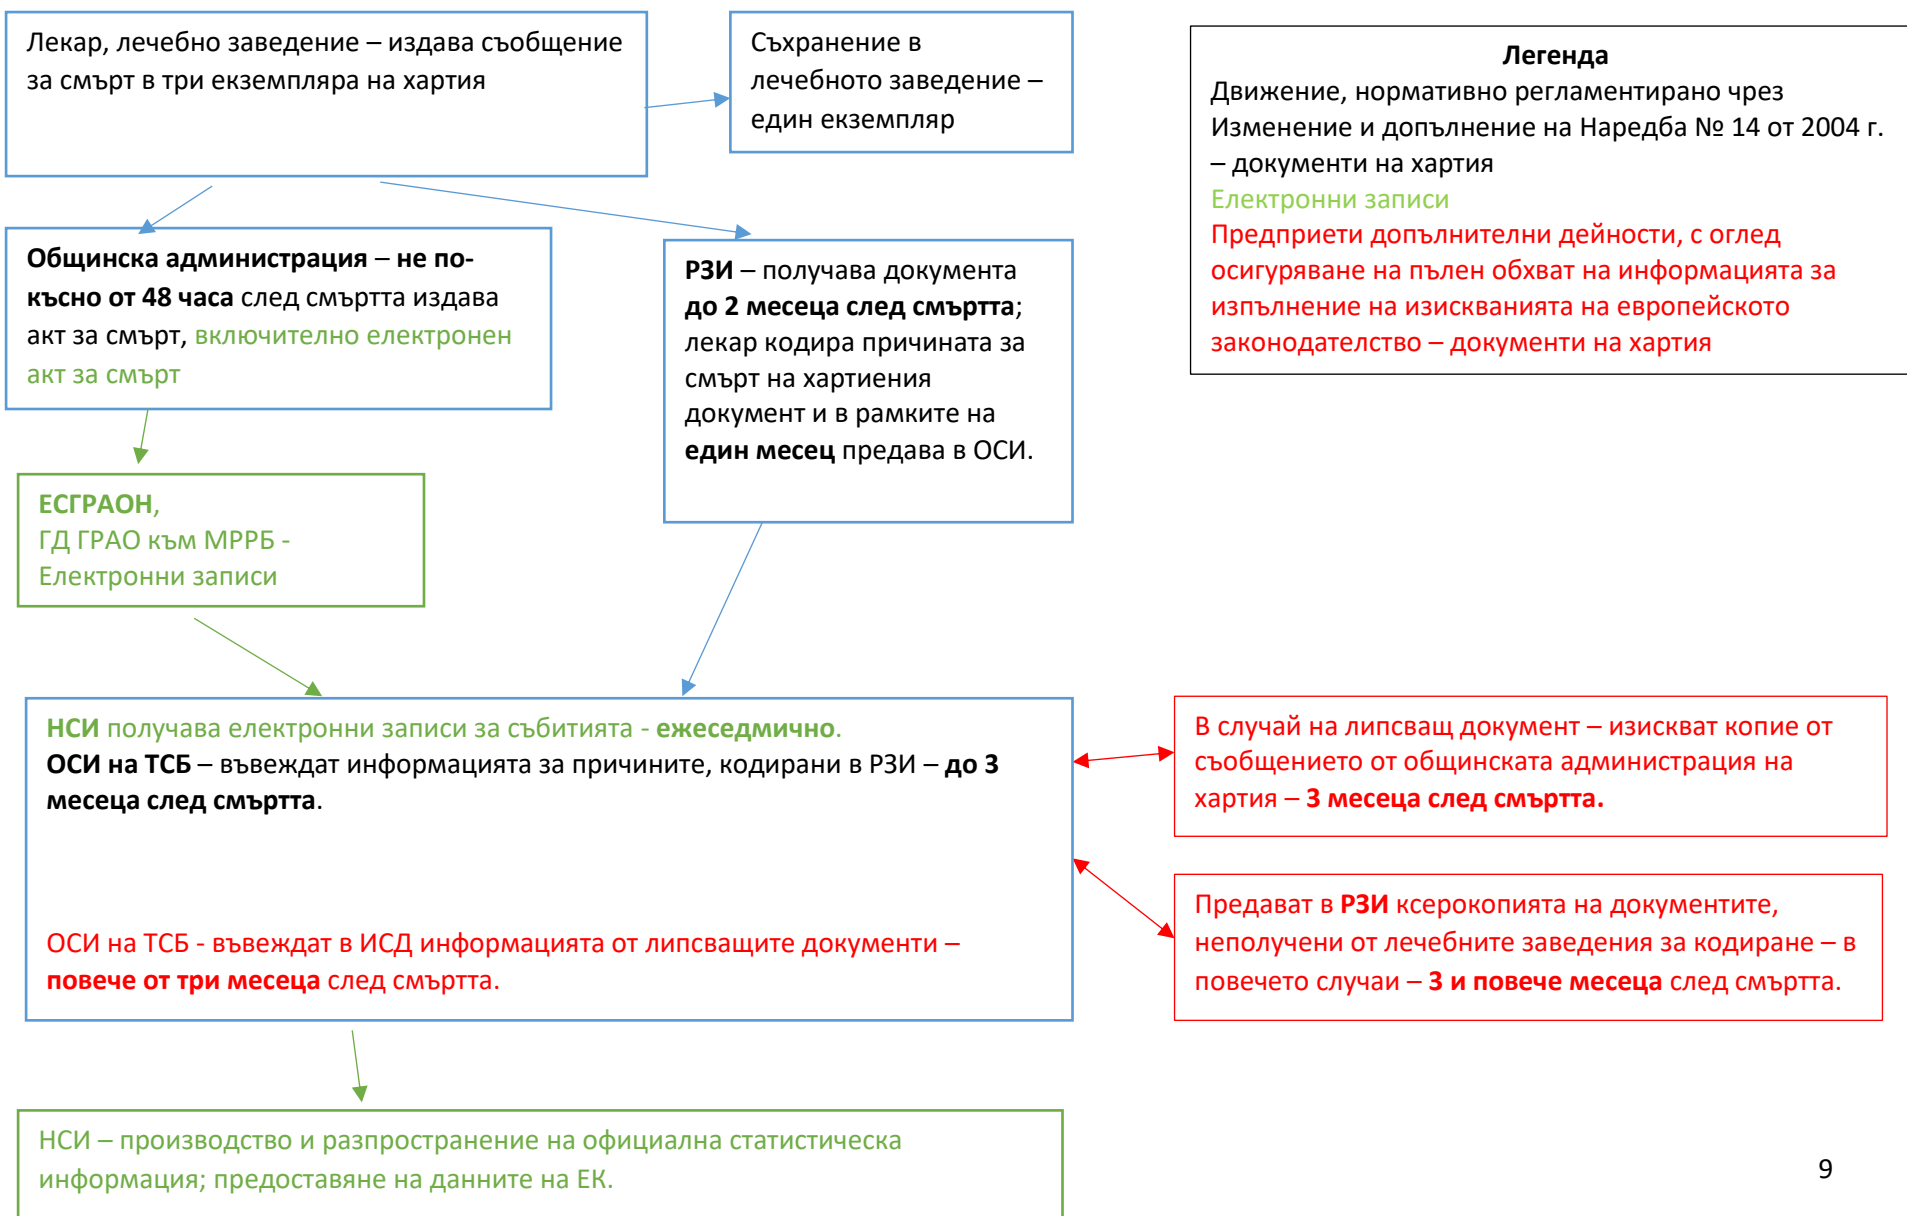 Лекар, лечебно заведение – издава съобщение
за смърт в три екземпляра на хартия
Съхранение в
лечебното заведение –
един екземпляр
Легенда
Движение, нормативно регламентирано чрез
Изменение и допълнение на Наредба № 14 от 2004 г.
– документи на хартия
Електронни записи
Предприети допълнителни дейности, с оглед
осигуряване на пълен обхват на информацията за
изпълнение на изискванията на европейското
законодателство – документи на хартия
Общинска администрация – не по-
късно от 48 часа след смъртта издава
акт за смърт, включително електронен
акт за смърт
РЗИ – получава документа
до 2 месеца след смъртта;
лекар кодира причината за
смърт на хартиения
документ и в рамките на
един месец предава в ОСИ.
ЕСГРАОН,
ГД ГРАО към МРРБ -
Електронни записи
НСИ получава електронни записи за събитията - ежеседмично.
ОСИ на ТСБ – въвеждат информацията за причините, кодирани в РЗИ – до 3
месеца след смъртта.
ОСИ на ТСБ - въвеждат в ИСД информацията от липсващите документи –
повече от три месеца след смъртта.
В случай на липсващ документ – изискват копие от
съобщението от общинската администрация на
хартия – 3 месеца след смъртта.
Предават в РЗИ ксерокопията на документите,
неполучени от лечебните заведения за кодиране – в
повечето случаи – 3 и повече месеца след смъртта.
НСИ – производство и разпространение на официална статистическа
информация; предоставяне на данните на ЕК.
9